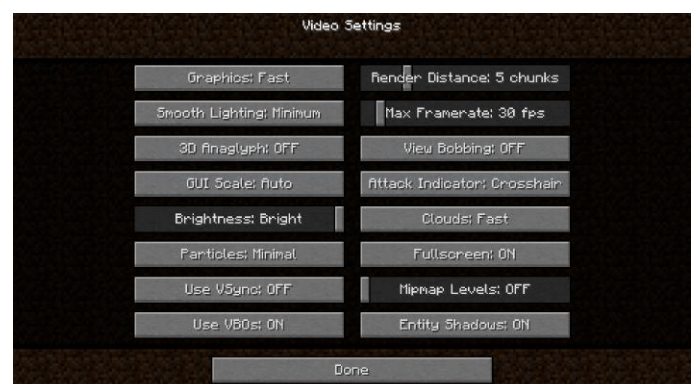 Video Settings
Graphics: Fast
Render Distance: 5 chunks
Smooth Lighting: Minimum
Max Framerate: 30 fps
3D Anaglyph: OFF
View Bobbing: OFF
GUI Scale: Auto
Attack Indicator: Crosshair
Brightness: Bright
Clouds: Fast
Particles: Minimal
Fullscreen: ON
Use VSync: OFF
Mipmap Levels: OFF
Use VBOs: ON
Entity Shadows: ON
Done